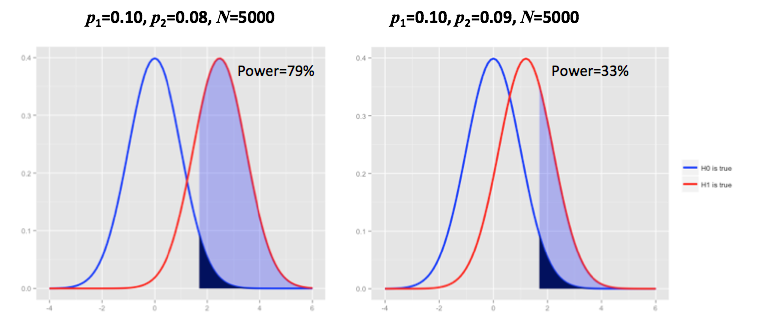 p₁=0.10, p₂=0.08, N=5000
p₁=0.10, p₂=0.09, N=5000
Power=79%
Power=33%
0.4
0.3
0.2
0.1
0.0
-4 -2 0 2 4 6
0.4
0.3
0.2
0.1
0.0
-4 -2 0 2 4 6
H0 is true
H1 is true